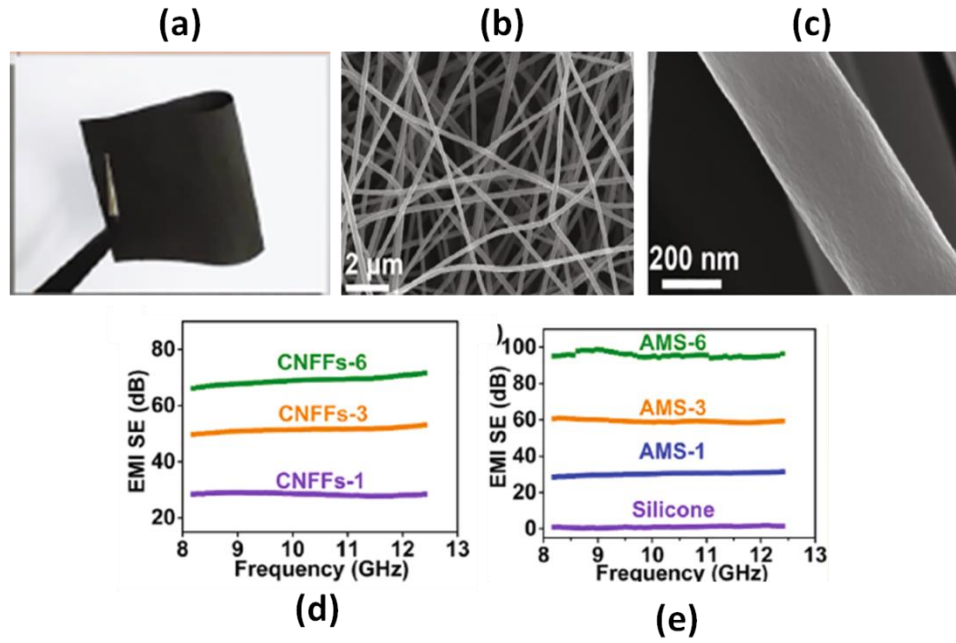 (a)
(b)
(c)
2 μm
200 nm
80
60
40
20
EMI SE (dB)
CNFFs-6
CNFFs-3
CNFFs-1
8 9 10 11 12 13
Frequency (GHz)
)
100
80
60
40
20
0
EMI SE (dB)
AMS-6
AMS-3
AMS-1
Silicone
8 9 10 11 12 13
Frequency (GHz)
(d)
(e)